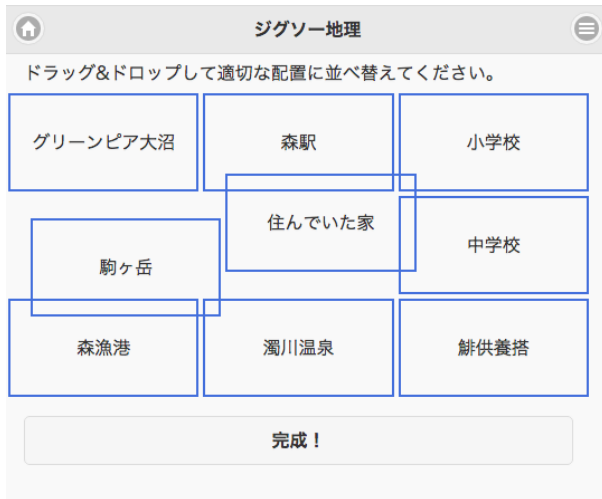 ジグソー地理
ドラッグ&ドロップして適切な配置に並べ替えてください。
グリーンピア大沼
森駅
小学校
住んでいた家
中学校
駒ヶ岳
森漁港
濁川温泉
鯡供養搭
完成！